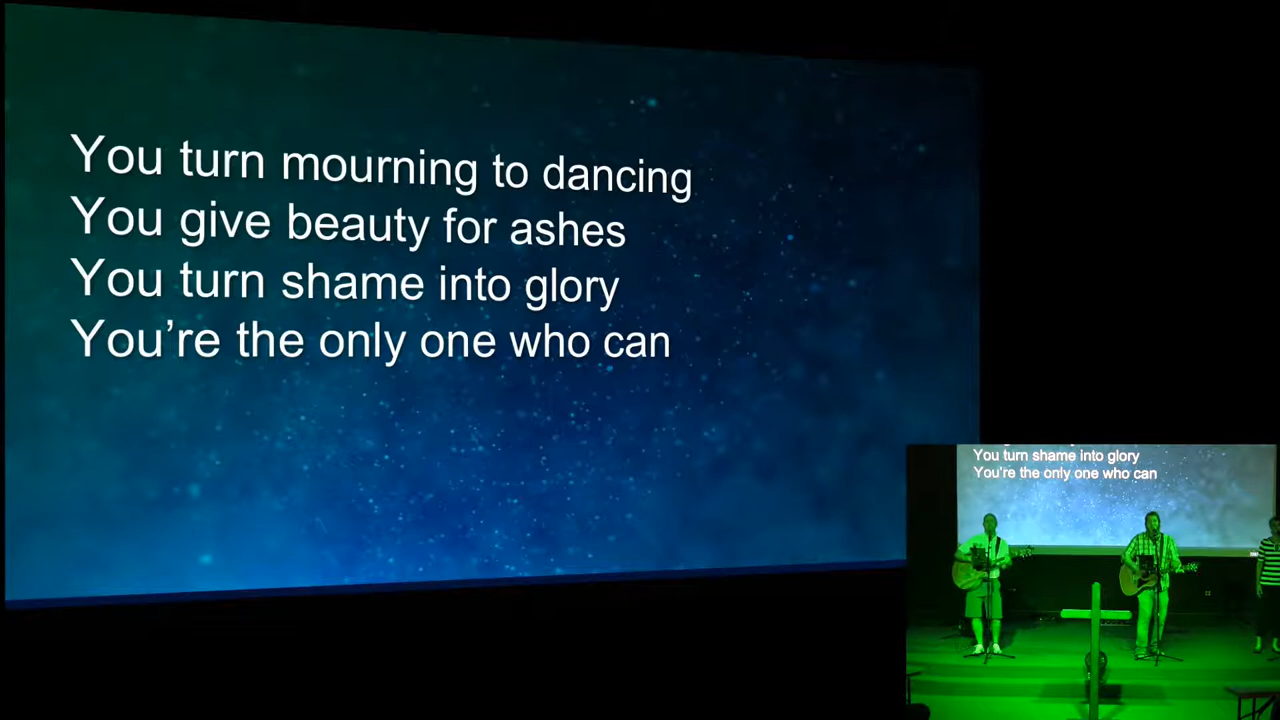 You turn mourning to dancing
You give beauty for ashes
You turn shame into glory
You're the only one who can
You turn shame into glory
You're the only one who can